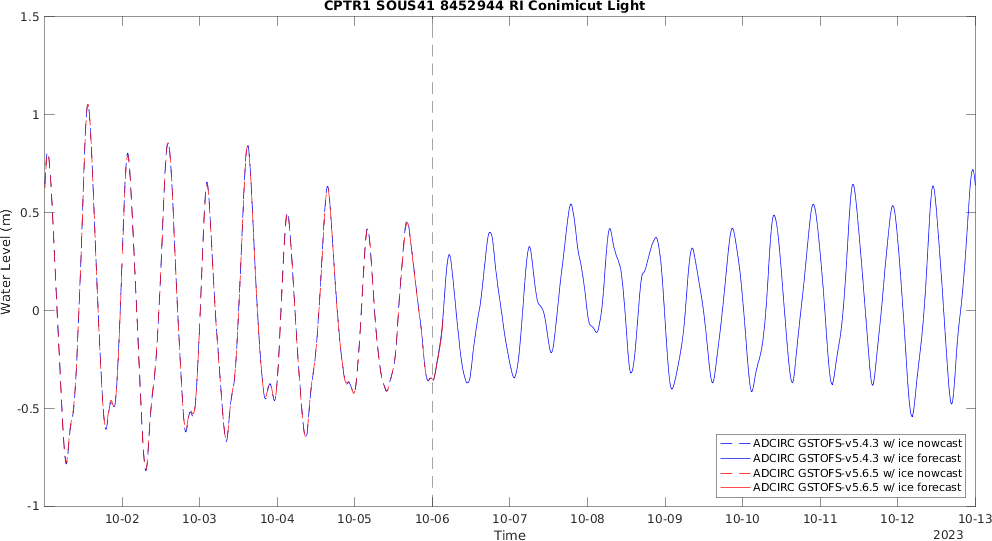 CPTR1 SOUS41 8452944 RI Conimicut Light
1.5
1
0.5
0
-0.5
-1
Water Level (m)
10-02 10-03 10-04 10-05 10-06 10-07 10-08 10-09 10-10 10-11 10-12 10-13
Time
2023
ADCIRC GSTOFS-v5.4.3 w/ ice nowcast
ADCIRC GSTOFS-v5.4.3 w/ ice forecast
ADCIRC GSTOFS-v5.6.5 w/ ice nowcast
ADCIRC GSTOFS-v5.6.5 w/ ice forecast